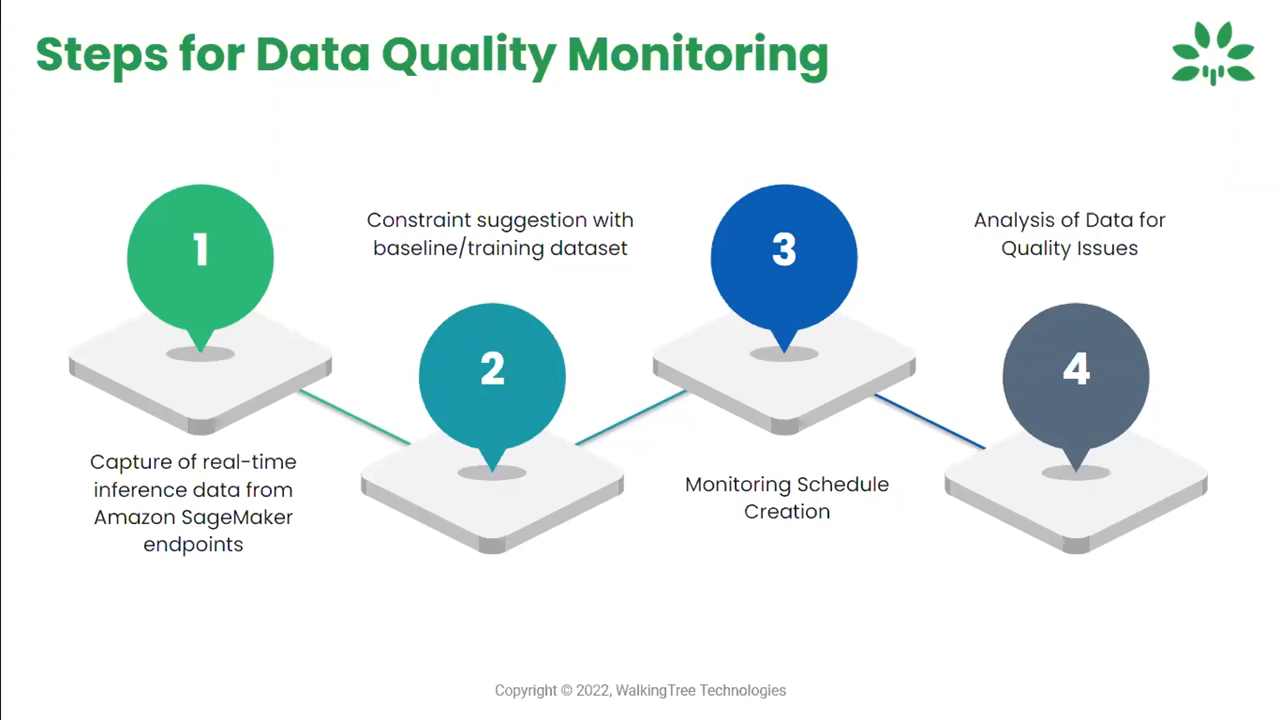 Steps for Data Quality Monitoring
1
Capture of real-time
inference data from
Amazon SageMaker
endpoints
Constraint suggestion with
baseline/training dataset
2
3
Monitoring Schedule
Creation
Analysis of Data for
Quality Issues
4
Copyright © 2022, WalkingTree Technologies